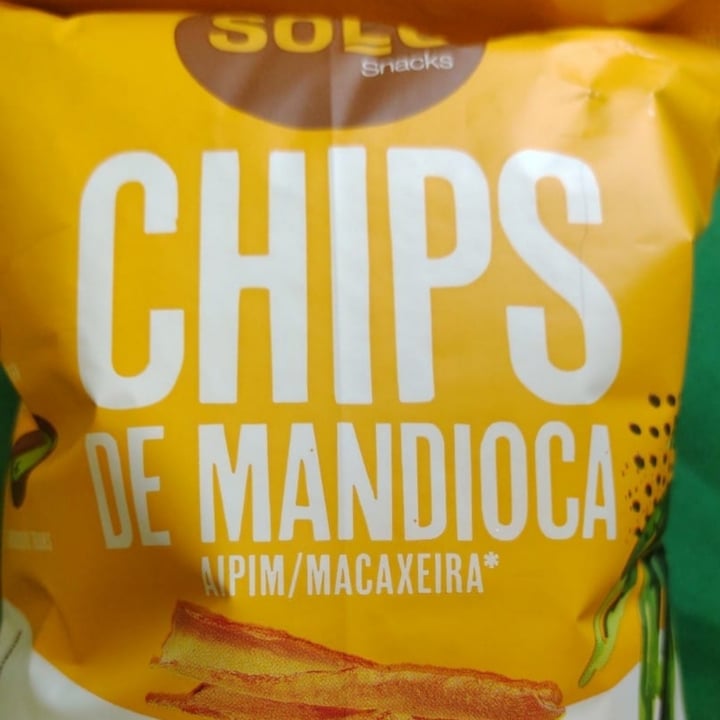 Snacks
CHIPS
DE MANDIOCA
AIPIM/MACAXEIRA*